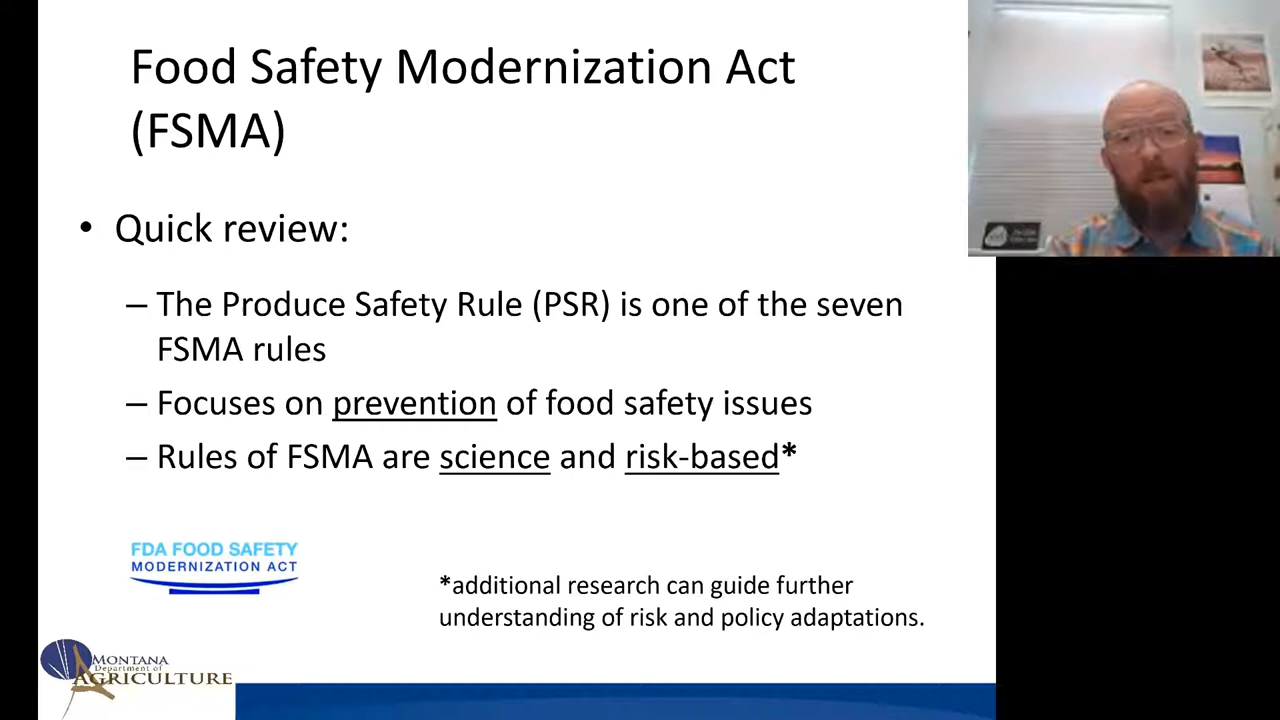 Food Safety Modernization Act
(FSMA)
• Quick review:
– The Produce Safety Rule (PSR) is one of the seven
FSMA rules
– Focuses on prevention of food safety issues
– Rules of FSMA are science and risk-based*
FDA FOOD SAFETY
MODERNIZATION ACT
*additional research can guide further
understanding of risk and policy adaptations.
MONTANA
Department of
AGRICULTURE